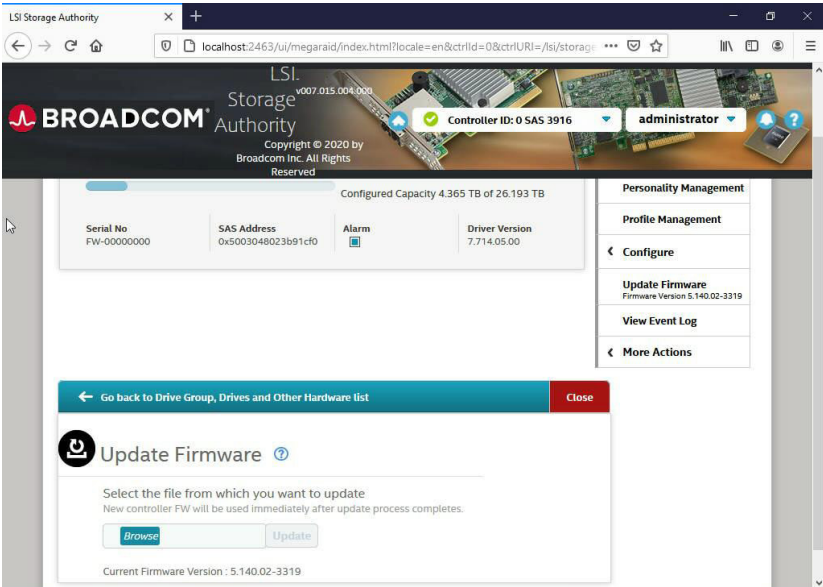 LSI Storage Authority
localhost:2463/ui/megaraid/index.html?locale=en&ctrlId=0&ctrlURI=/lsi/storage
BROADCOM®
LSI.
Storage
Authority
v007.015.004.000
Copyright © 2020 by
Broadcom Inc. All Rights
Reserved
Controller ID: 0 SAS 3916
administrator
Configured Capacity 4.365 TB of 26.193 TB
Serial No
FW-00000000
SAS Address
0x5003048023b91cf0
Alarm
Driver Version
7.714.05.00
Personality Management
Profile Management
Configure
Update Firmware
Firmware Version 5.140.02-3319
View Event Log
More Actions
Go back to Drive Group, Drives and Other Hardware list
Close
Update Firmware
Select the file from which you want to update
New controller FW will be used immediately after update process completes.
Browse
Update
Current Firmware Version : 5.140.02-3319